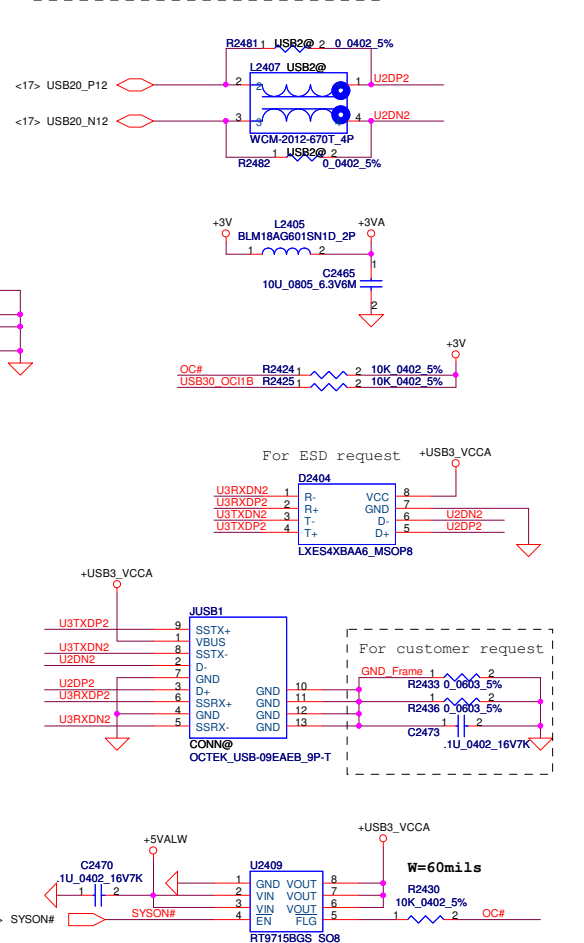 R2481 1 USB2@ 2 0_0402_5%
L2407 USB2@
<17> USB20_P12 2 2 1 U2DP2
<17> USB20_N12 3 3 4 U2DN2
WCM-2012-670T_4P
1 USB2@ 2
R2482 0_0402_5%
+3V L2405 +3VA
BLM18AG601SN1D_2P
1 2
1
C2465
10U_0805_6.3V6M
2
+3V
OC# R2424 1 2 10K_0402_5%
USB30_OCI1B R2425 1 2 10K_0402_5%
For ESD request +USB3_VCCA
D2404
U3RXDN2 1 R- VCC 8
U3RXDP2 2 R+ GND 7
U3TXDN2 3 T- D- 6 U2DN2
U3TXDP2 4 T+ D+ 5 U2DP2
LXES4XBAA6_MSOP8
+USB3_VCCA
JUSB1
U3TXDP2 9 SSTX+
1 VBUS
U3TXDN2 8 SSTX-
U2DN2 2 D-
7 GND
U2DP2 3 D+ GND 10
U3RXDP2 6 SSRX+ GND 11
4 GND GND 12
U3RXDN2 5 SSRX- GND 13
CONN@
OCTEK_USB-09EAEB_9P-T
For customer request
GND_Frame 1 2
R2433 0_0603_5%
1 2
R2436 0_0603_5%
C2473 1 2
.1U_0402_16V7K
+5VALW
+USB3_VCCA
C2470
.1U_0402_16V7K
1 2
U2409
1 GND VOUT 8
2 VIN VOUT 7
3 VIN VOUT 6
SYSON# SYSON# 4 EN FLG 5
RT9715BGS_SO8
W=60mils
R2430
10K_0402_5%
1 2 OC#